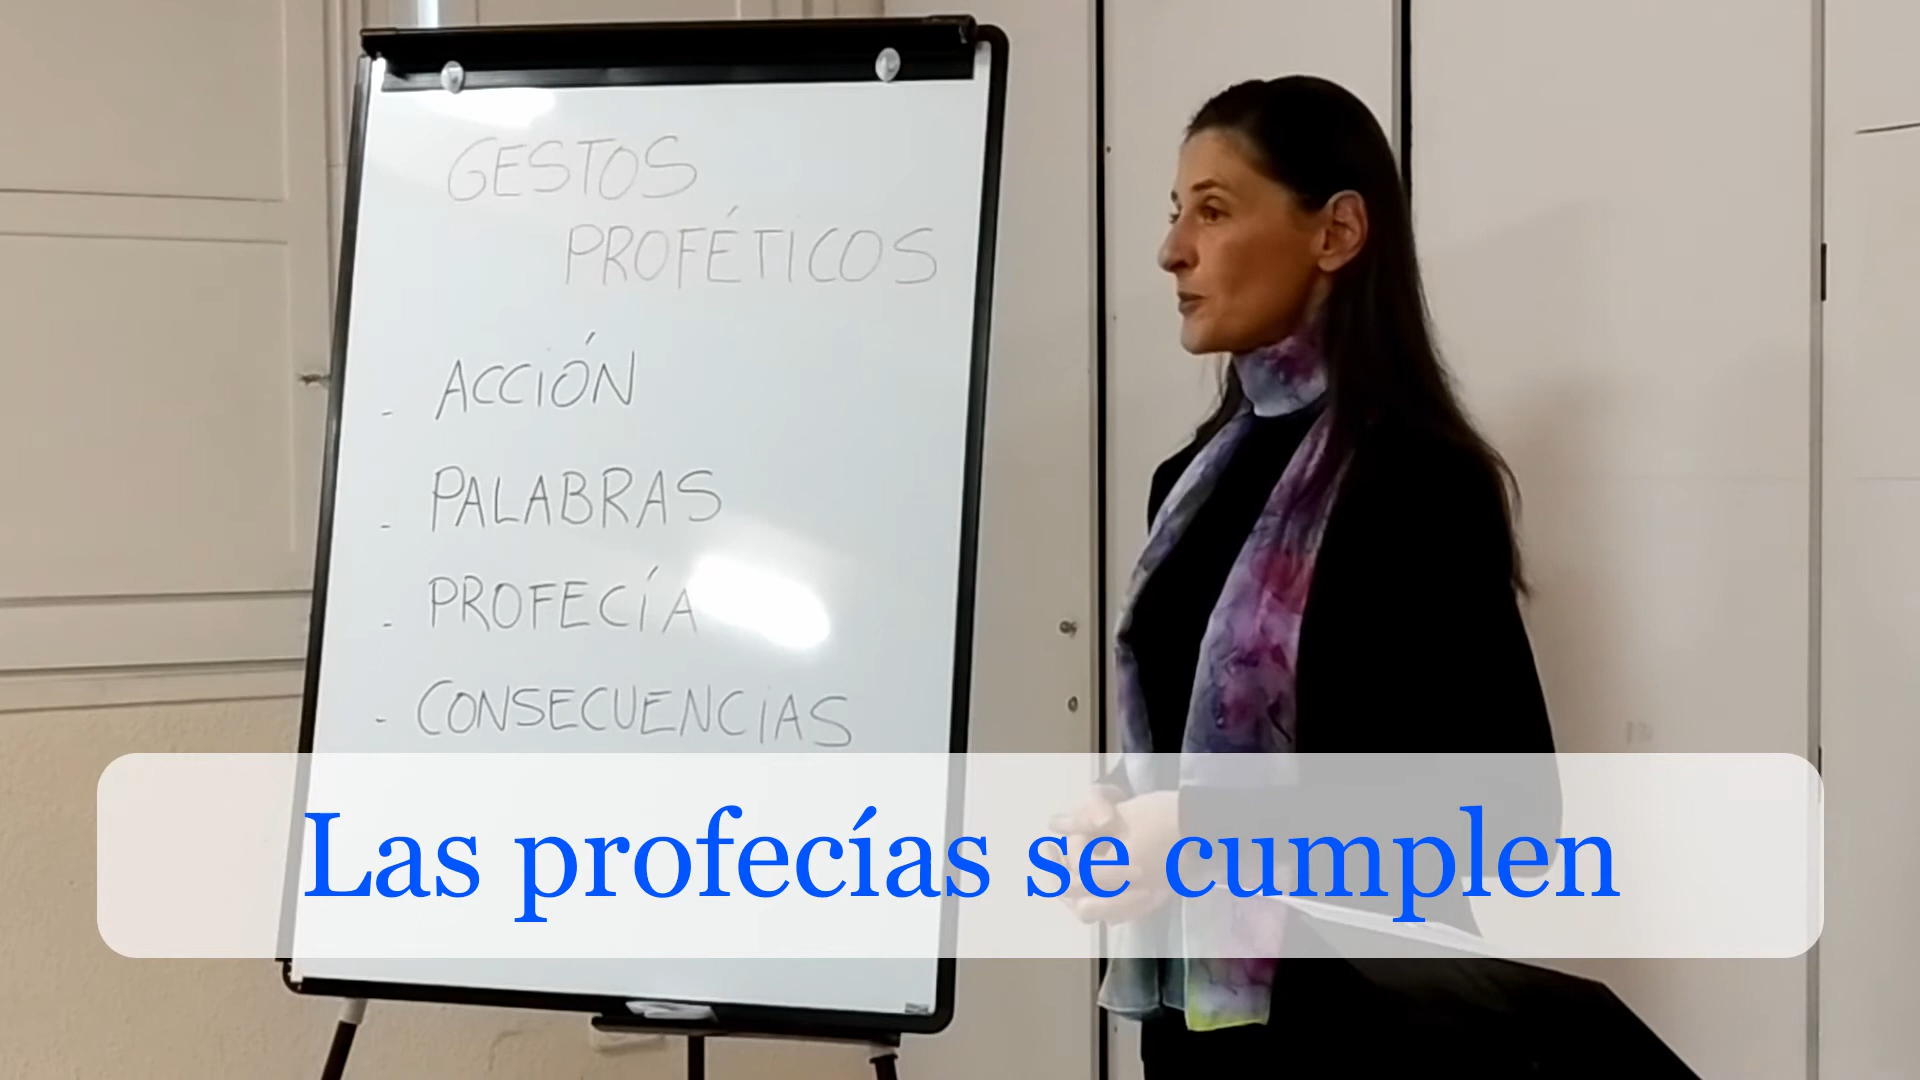 GESTOS
PROFÉTICOS
- ACCIÓN
- PALABRAS
- PROFECÍA
- CONSECUENCIAS
Las profecías se cumplen